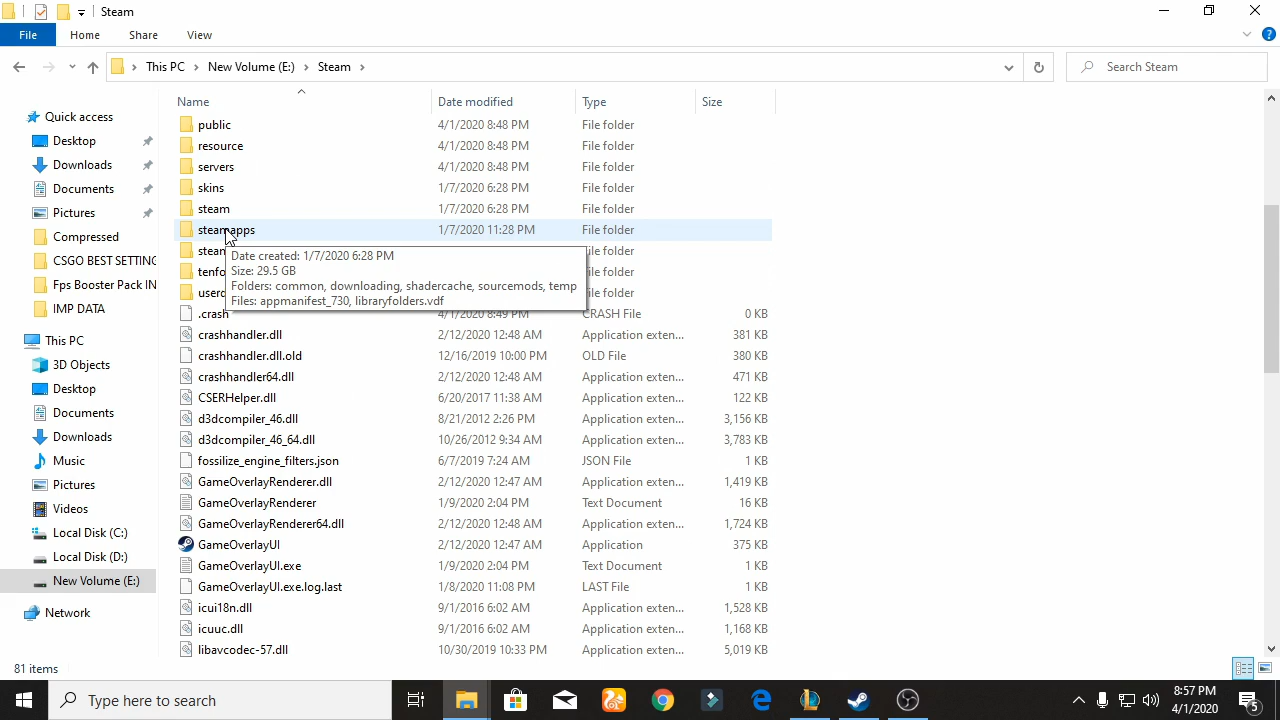 Steam
File Home Share View
This PC New Volume (E:) Steam
Search Steam
Name Date modified Type Size
Quick access
Desktop
Downloads
Documents
Pictures
Compressed
CSGO BEST SETTING
Fps Booster Pack IN
IMP DATA
This PC
3D Objects
Desktop
Documents
Downloads
Music
Pictures
Videos
Local Disk (C:)
Local Disk (D:)
New Volume (E:)
Network
public 4/1/2020 8:48 PM File folder
resource 4/1/2020 8:48 PM File folder
servers 4/1/2020 8:48 PM File folder
skins 1/7/2020 6:28 PM File folder
steam 1/7/2020 6:28 PM File folder
steamapps 1/7/2020 11:28 PM File folder
Date created: 1/7/2020 6:28 PM
Size: 29.5 GB
Folders: common, downloading, shadercache, sourcemods, temp
Files: appmanifest_730, libraryfolders.vdf
.crash 4/1/2020 8:49 PM CRASH File 0 KB
crashhandler.dll 2/12/2020 12:48 AM Application exten... 381 KB
crashhandler.dll.old 12/16/2019 10:00 PM OLD File 380 KB
crashhandler64.dll 2/12/2020 12:48 AM Application exten... 471 KB
CSERHelper.dll 6/20/2017 11:38 AM Application exten... 122 KB
d3dcompiler_46.dll 8/21/2012 2:26 PM Application exten... 3,156 KB
d3dcompiler_46_64.dll 10/26/2012 9:34 AM Application exten... 3,783 KB
fossilize_engine_filters.json 6/7/2019 7:24 AM JSON File 1 KB
GameOverlayRenderer.dll 2/12/2020 12:47 AM Application exten... 1,419 KB
GameOverlayRenderer 1/9/2020 2:04 PM Text Document 16 KB
GameOverlayRenderer64.dll 2/12/2020 12:48 AM Application exten... 1,724 KB
GameOverlayUI 2/12/2020 12:47 AM Application 375 KB
GameOverlayUI.exe 1/9/2020 2:04 PM Text Document 1 KB
GameOverlayUI.exe.log.last 1/8/2020 11:08 PM LAST File 1 KB
icui18n.dll 9/1/2016 6:02 AM Application exten... 1,528 KB
icuuc.dll 9/1/2016 6:02 AM Application exten... 1,168 KB
libavcodec-57.dll 10/30/2019 10:33 PM Application exten... 5,019 KB
81 items
Type here to search
8:57 PM
4/1/2020
5